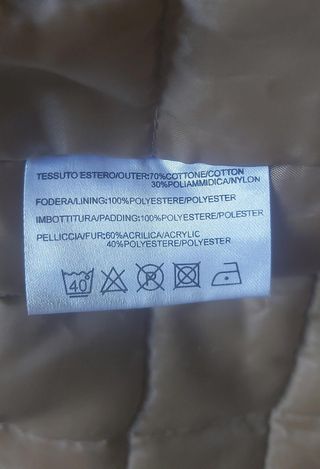 TESSUTO ESTERO/OUTER:70%COTTONE/COTTON
30%POLIAMMIDICA/NYLON
FODERA/LINING:100%POLYESTERE/POLYESTER
IMBOTTITURA/PADDING:100%POLYESTERE/POLESTER
PELLICCIA/FUR:60%ACRILICA/ACRYLIC
40%POLYESTERE/POLYESTER
40 P